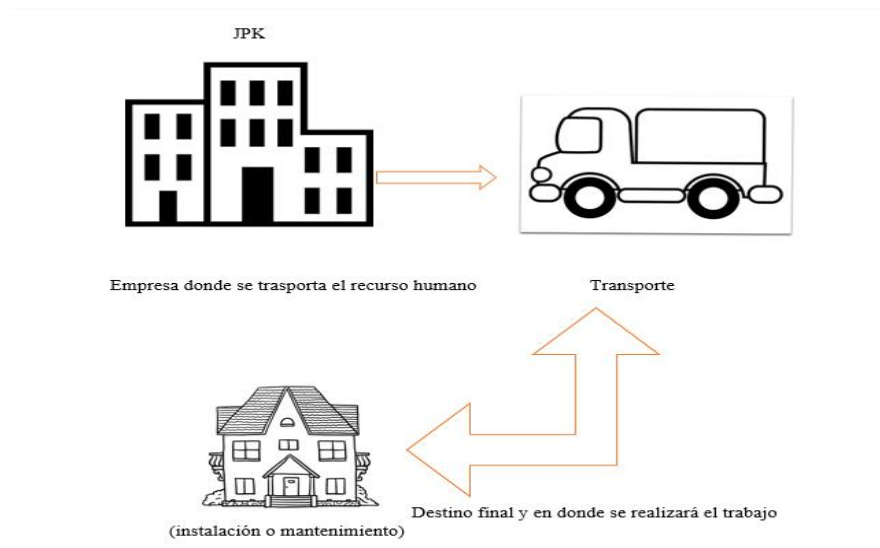 JPK
Empresa donde se trasporta el recurso humano
Transporte
Destino final y en donde se realizará el trabajo
(instalación o mantenimiento)